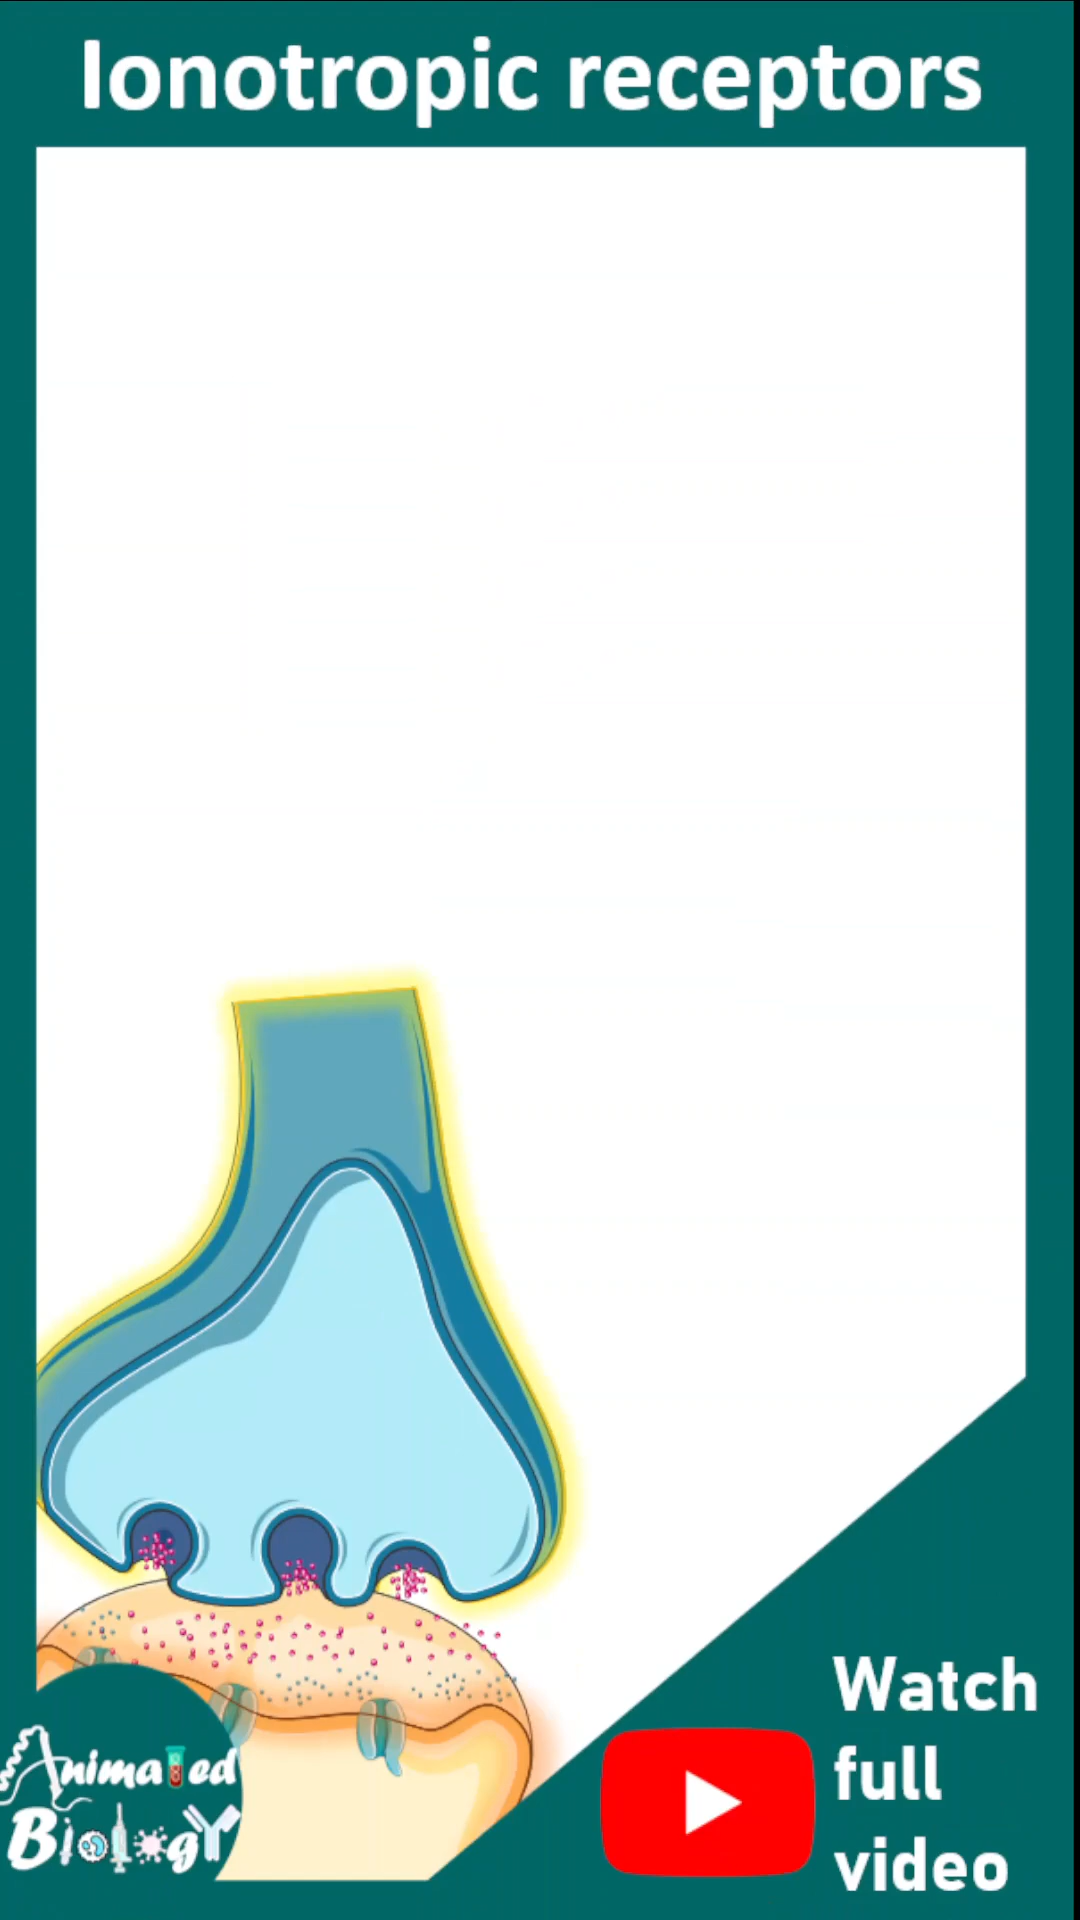 Ionotropic receptors
Animated
Biology
Watch
full
video